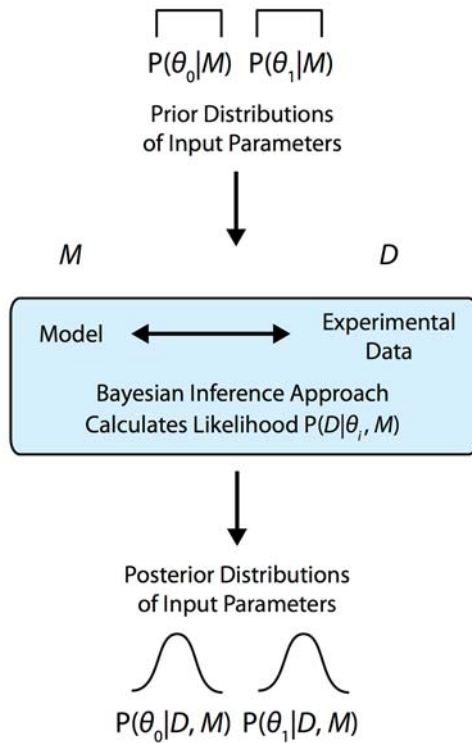 P(θ₀|M) P(θ₁|M)
Prior Distributions
of Input Parameters
M D
Model Experimental
Data
Bayesian Inference Approach
Calculates Likelihood P(D|θᵢ, M)
Posterior Distributions
of Input Parameters
P(θ₀|D, M) P(θ₁|D, M)